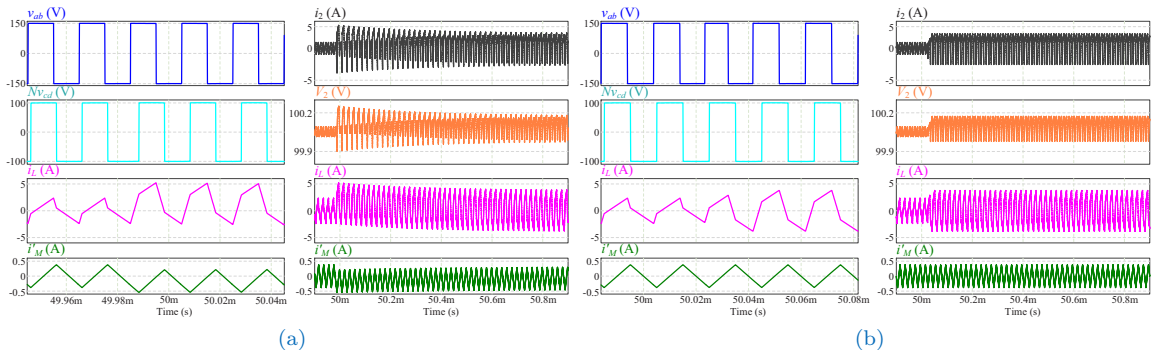 v_ab (V)
150
0
-150
Nv_cd (V)
100
0
-100
i_L (A)
5
0
-5
i'_M (A)
0.5
0
-0.5
49.96m 49.98m 50m 50.02m 50.04m
Time (s)
i_2 (A)
5
0
-5
V_2 (V)
100.2
99.9
i_L (A)
5
0
-5
i'_M (A)
0.5
0
-0.5
50m 50.2m 50.4m 50.6m 50.8m
Time (s)
(a)
v_ab (V)
150
0
-150
Nv_cd (V)
100
0
-100
i_L (A)
5
0
-5
i'_M (A)
0.5
0
-0.5
50m 50.02m 50.04m 50.06m 50.08m
Time (s)
i_2 (A)
5
0
-5
V_2 (V)
100.2
99.9
i_L (A)
5
0
-5
i'_M (A)
0.5
0
-0.5
50m 50.2m 50.4m 50.6m 50.8m
Time (s)
(b)